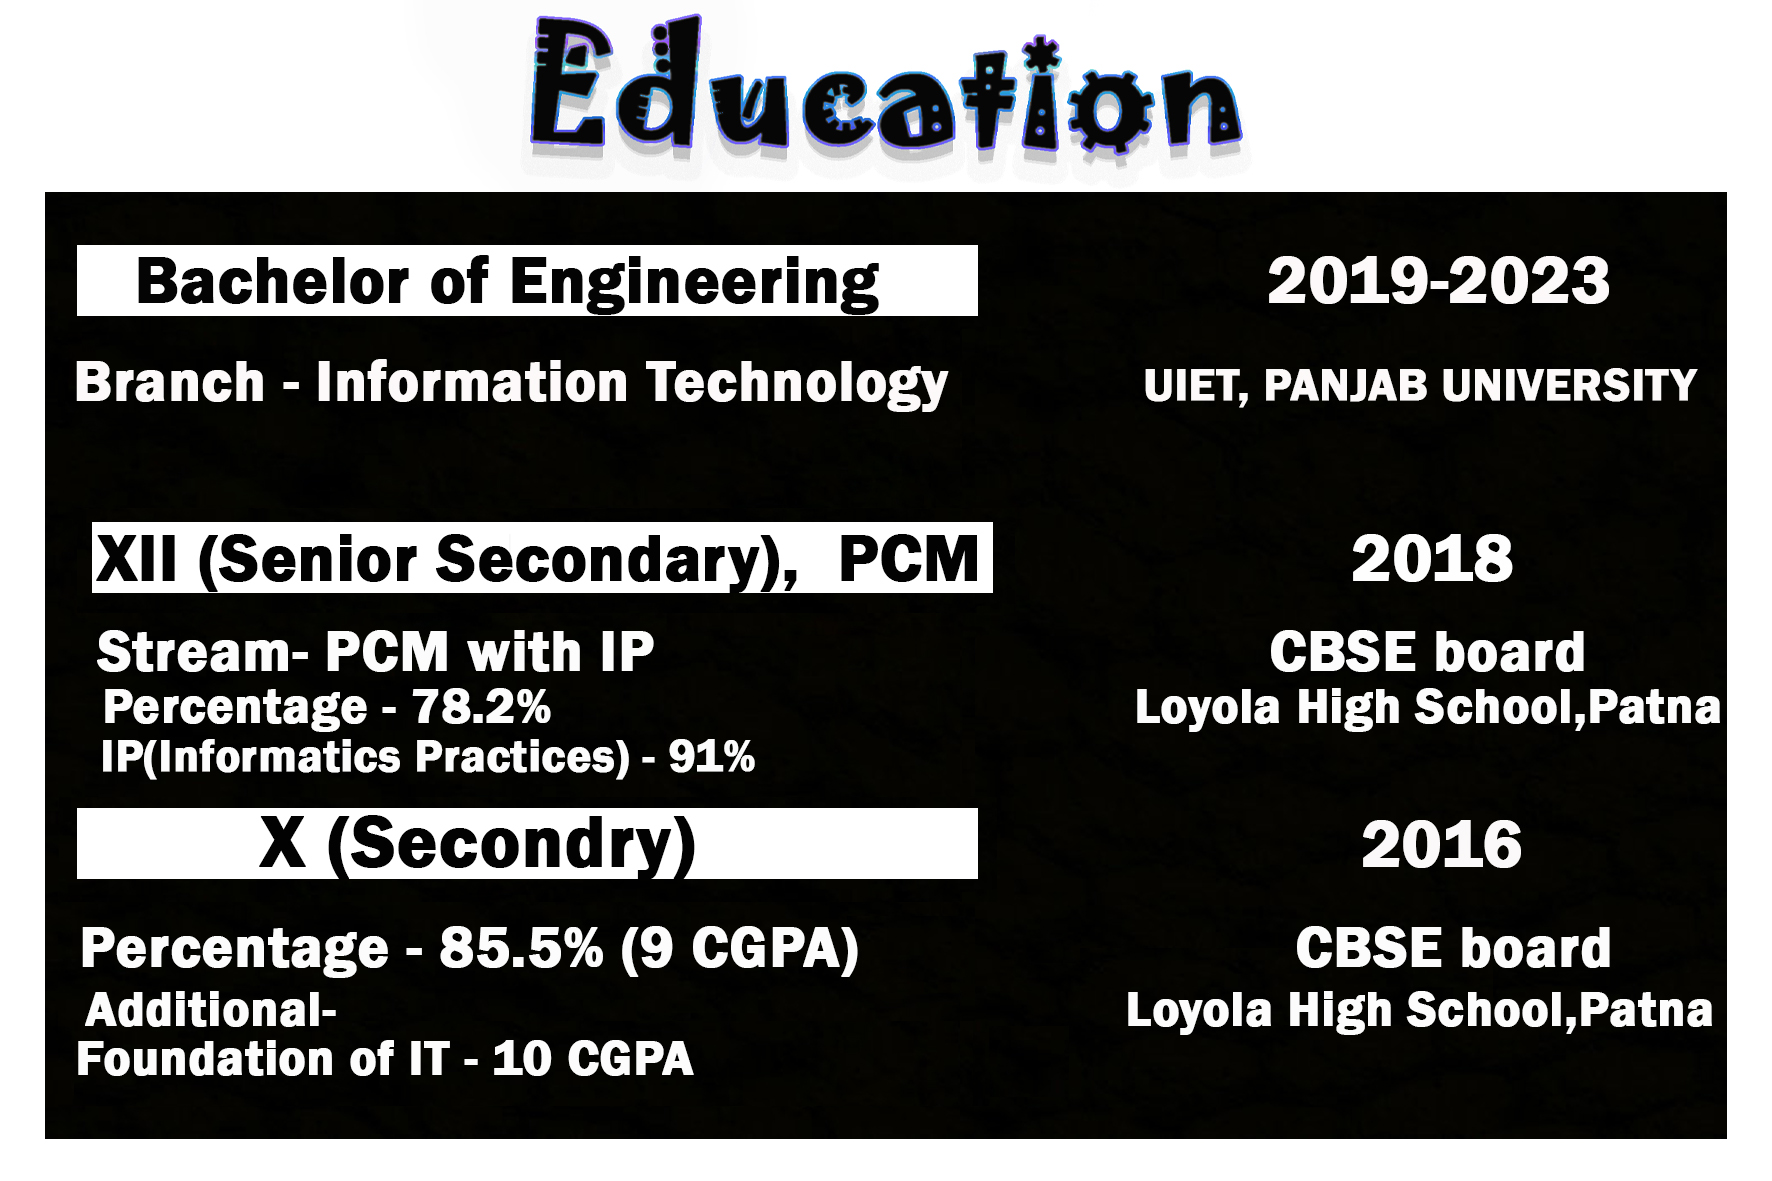 Education
Bachelor of Engineering 2019-2023
Branch - Information Technology UIET, PANJAB UNIVERSITY
XII (Senior Secondary), PCM 2018
Stream- PCM with IP CBSE board
Percentage - 78.2% Loyola High School,Patna
IP(Informatics Practices) - 91%
X (Secondry) 2016
Percentage - 85.5% (9 CGPA) CBSE board
Additional- Loyola High School,Patna
Foundation of IT - 10 CGPA